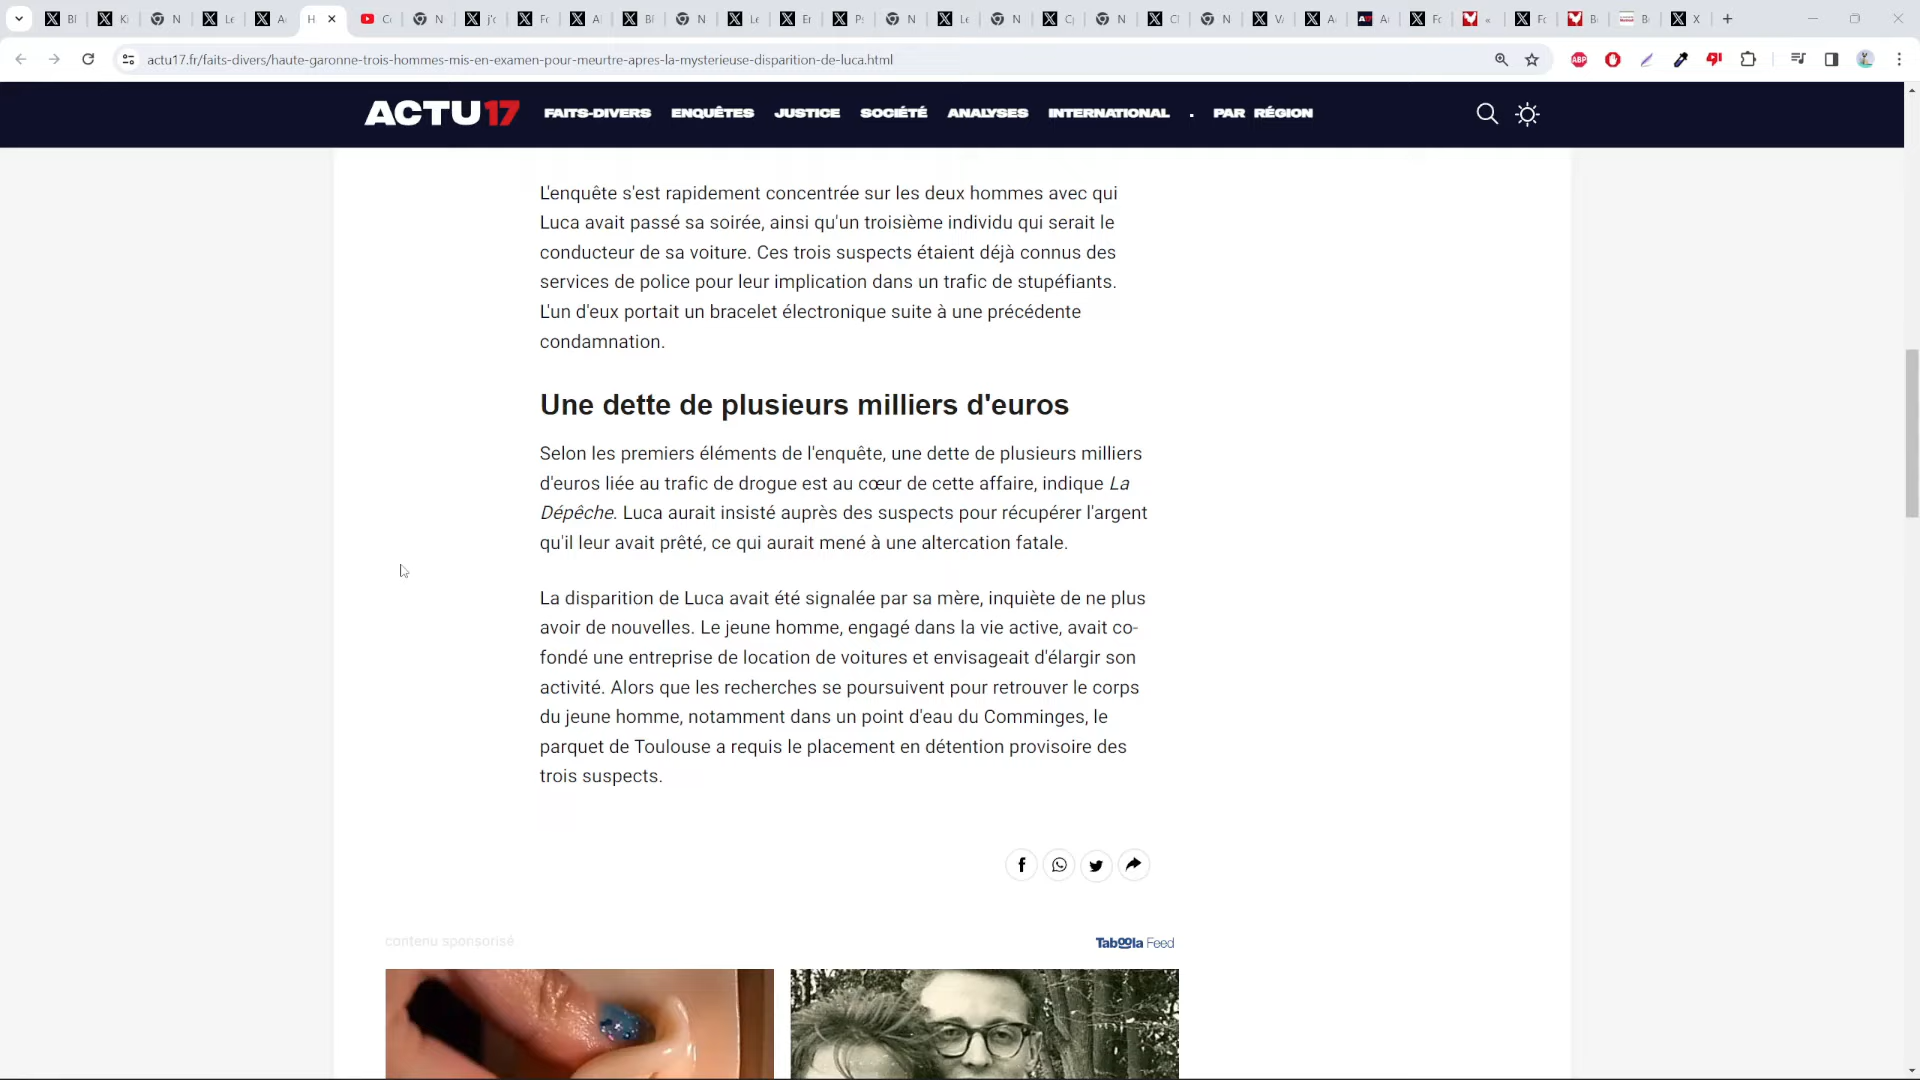 actu17.fr/faits-divers/haute-garonne-trois-hommes-mis-en-examen-pour-meurtre-apres-la-mysterieuse-disparition-de-luca.html
ABP
ACTU17 FAITS-DIVERS ENQUÊTES JUSTICE SOCIÉTÉ ANALYSES INTERNATIONAL . PAR RÉGION
L'enquête s'est rapidement concentrée sur les deux hommes avec qui
Luca avait passé sa soirée, ainsi qu'un troisième individu qui serait le
conducteur de sa voiture. Ces trois suspects étaient déjà connus des
services de police pour leur implication dans un trafic de stupéfiants.
L'un d'eux portait un bracelet électronique suite à une précédente
condamnation.
Une dette de plusieurs milliers d'euros
Selon les premiers éléments de l'enquête, une dette de plusieurs milliers
d'euros liée au trafic de drogue est au cœur de cette affaire, indique La
Dépêche. Luca aurait insisté auprès des suspects pour récupérer l'argent
qu'il leur avait prêté, ce qui aurait mené à une altercation fatale.
La disparition de Luca avait été signalée par sa mère, inquiète de ne plus
avoir de nouvelles. Le jeune homme, engagé dans la vie active, avait co-
fondé une entreprise de location de voitures et envisageait d'élargir son
activité. Alors que les recherches se poursuivent pour retrouver le corps
du jeune homme, notamment dans un point d'eau du Comminges, le
parquet de Toulouse a requis le placement en détention provisoire des
trois suspects.
contenu sponsorisé
Taboola Feed